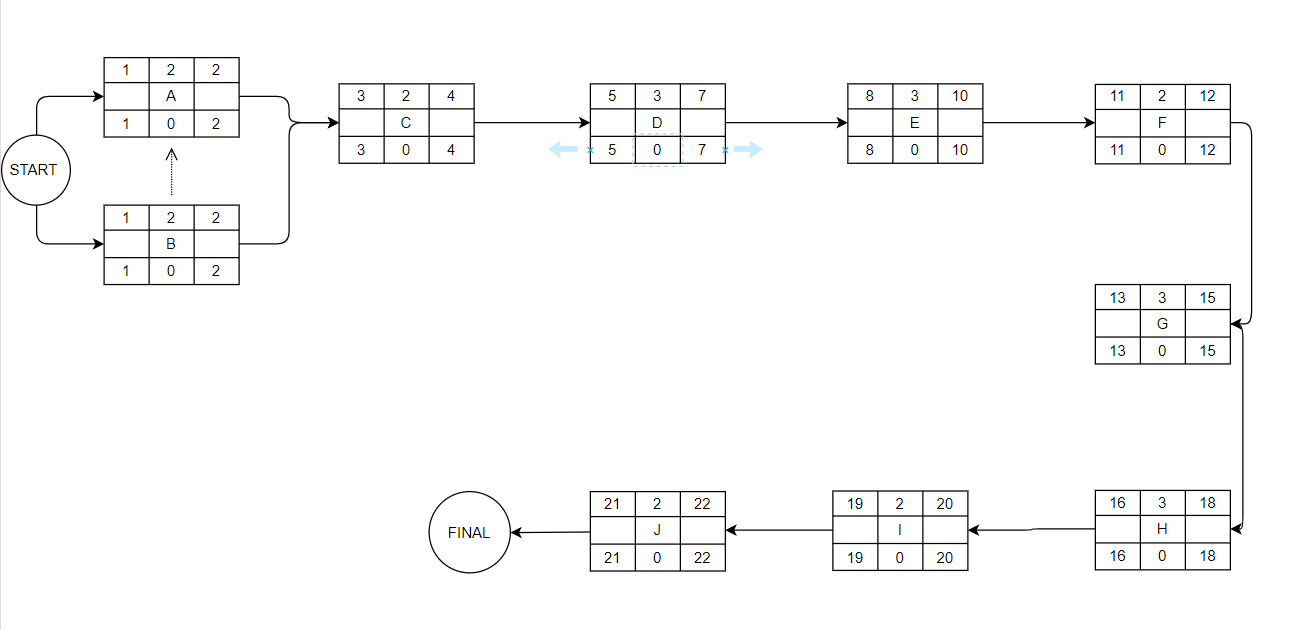 1 2 2
A
1 0 2
START
1 2 2
B
1 0 2
3 2 4
C
3 0 4
5 3 7
D
5 0 7
8 3 10
E
8 0 10
11 2 12
F
11 0 12
13 3 15
G
13 0 15
16 3 18
H
16 0 18
19 2 20
I
19 0 20
21 2 22
J
21 0 22
FINAL